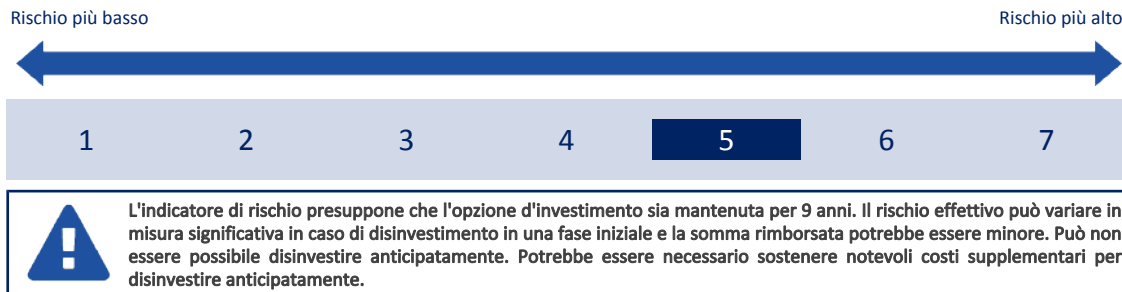 Rischio più basso Rischio più alto
1 2 3 4 5 6 7
L'indicatore di rischio presuppone che l'opzione d'investimento sia mantenuta per 9 anni. Il rischio effettivo può variare in
misura significativa in caso di disinvestimento in una fase iniziale e la somma rimborsata potrebbe essere minore. Può non
essere possibile disinvestire anticipatamente. Potrebbe essere necessario sostenere notevoli costi supplementari per
disinvestire anticipatamente.